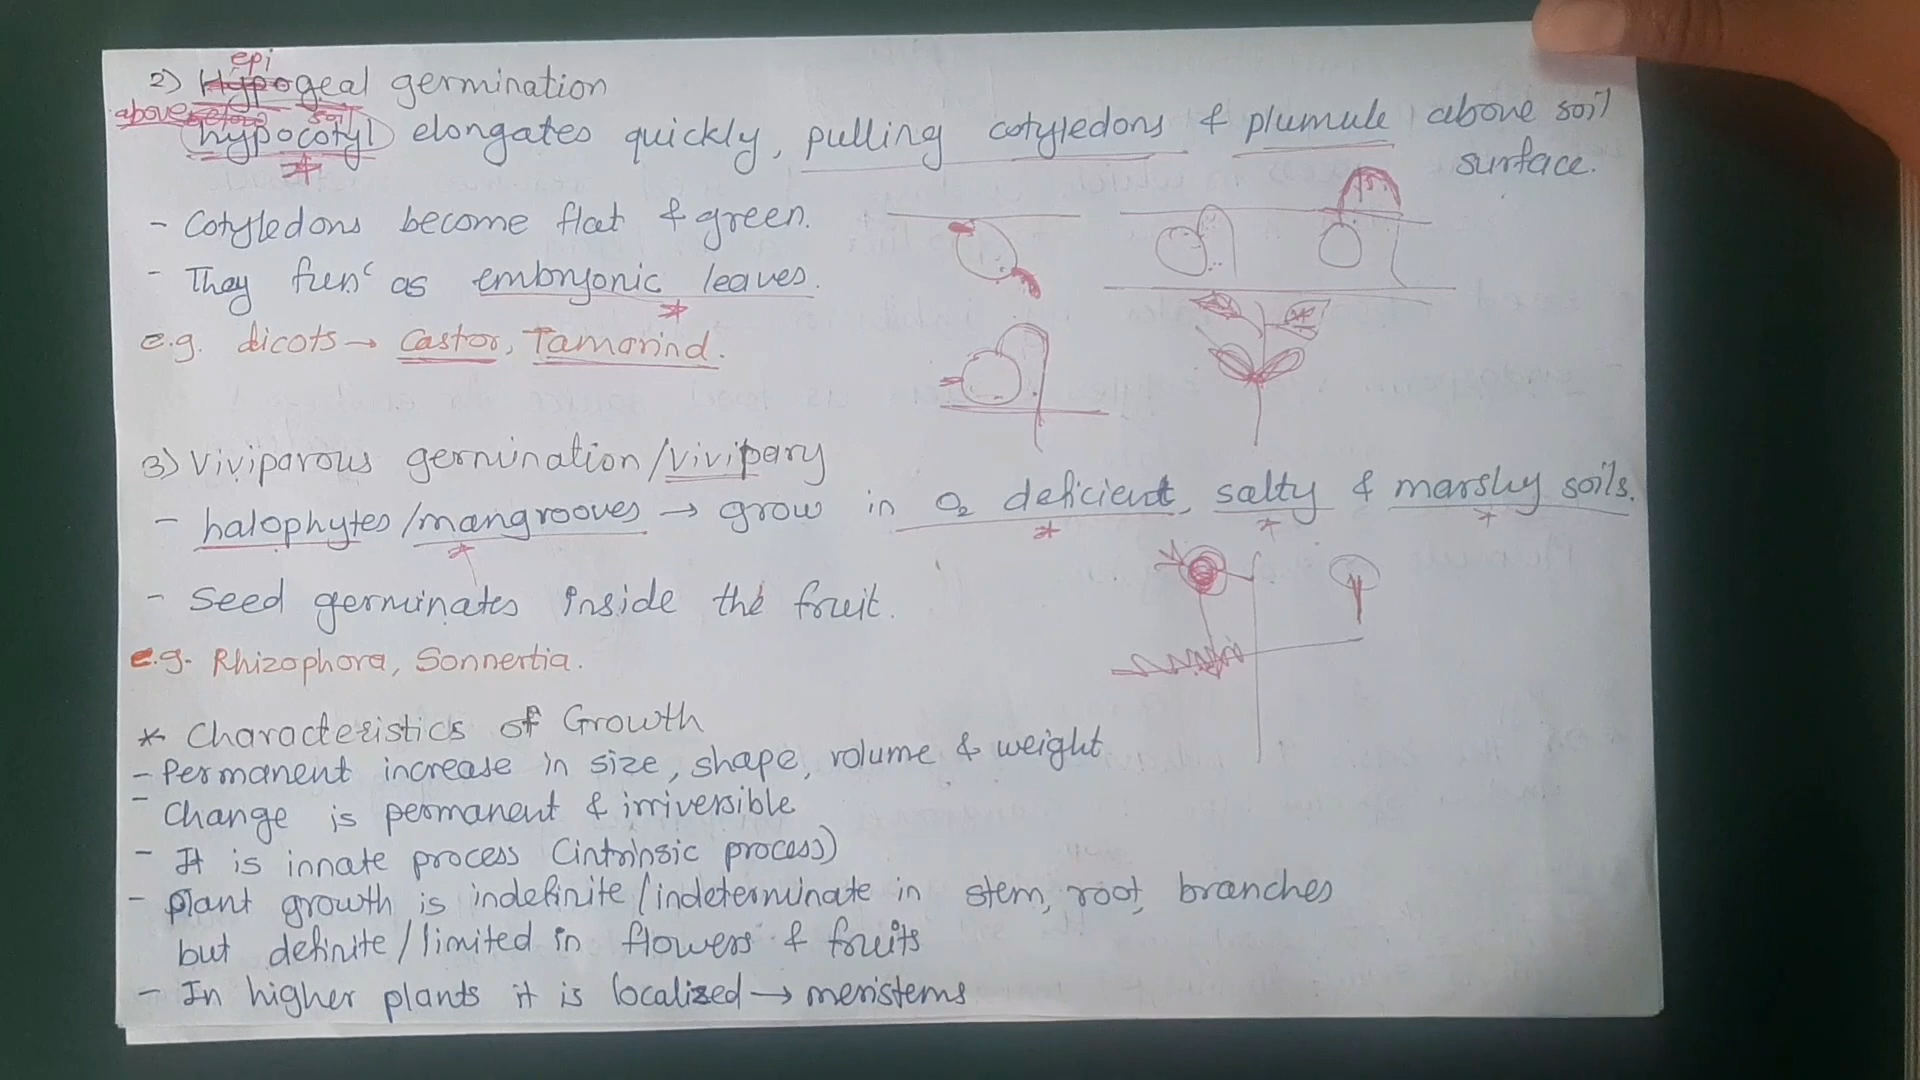 epi
2) Hypogeal germination
above before soil
hypocotyl elongates quickly, pulling cotyledons & plumule above soil
surface.
- Cotyledons become flat & green.
- They funᶜ as embryonic leaves.
e.g. dicots → Castor, Tamarind.
3) Viviparous germination/vivipary
- halophytes/mangrooves → grow in O₂ deficient, salty & marshy soils.
- Seed germinates inside the fruit.
e.g. Rhizophora, Sonnertia.
* Characteristics of Growth
- Permanent increase in size, shape, volume & weight
- Change is permanent & irriversible
- It is innate process (intrinsic process)
- plant growth is indefinite/indeterminate in stem, root, branches
but definite/limited in flowers & fruits
- In higher plants it is localized → meristems